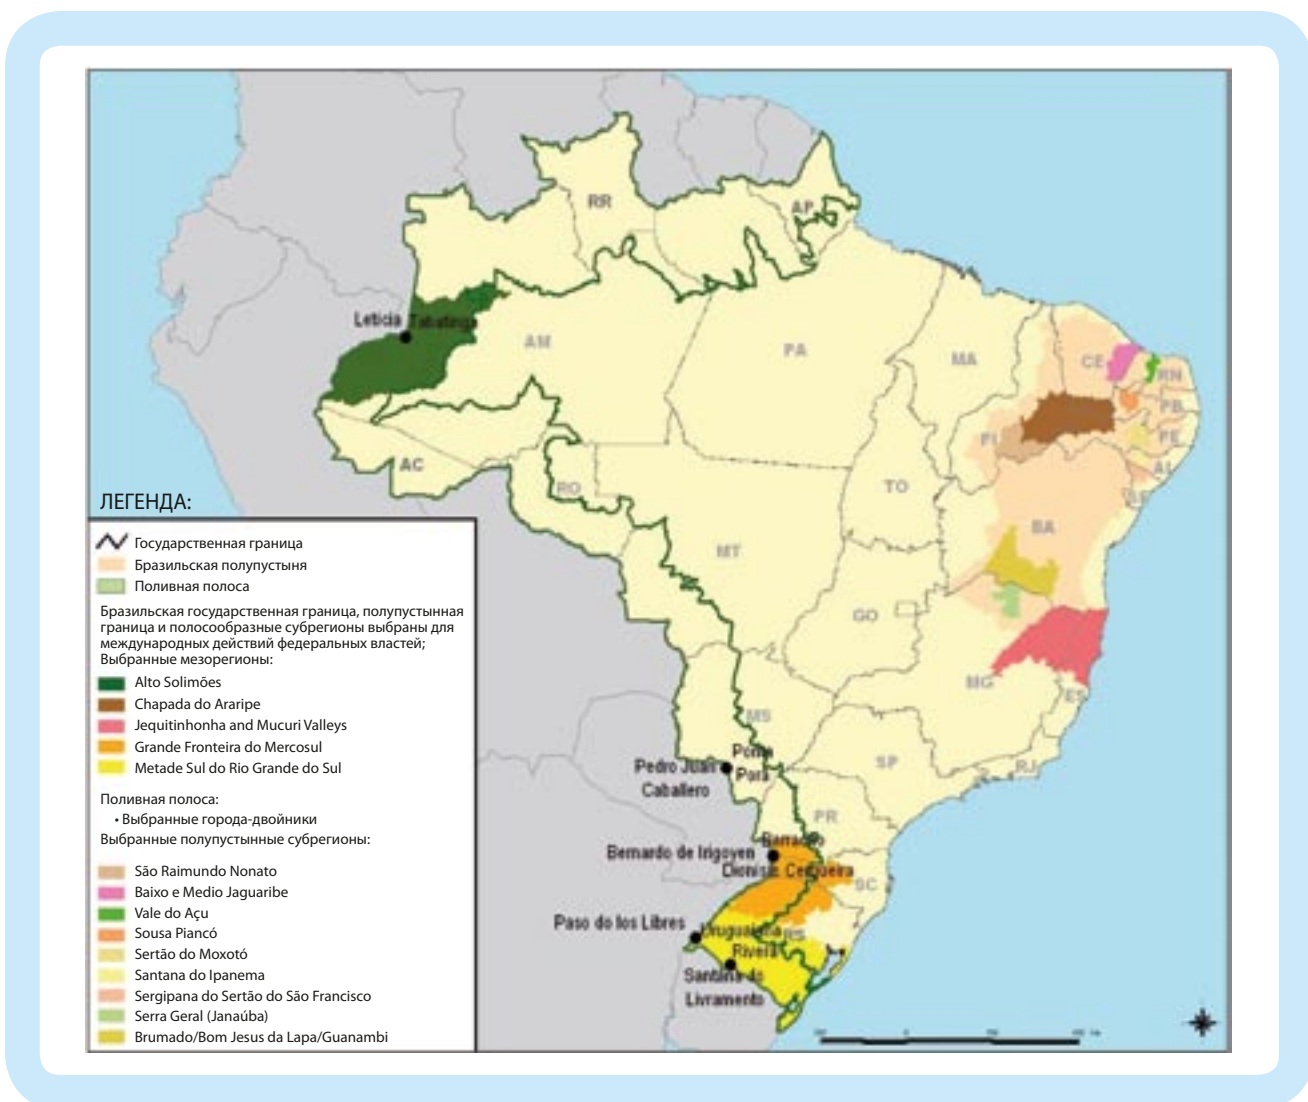 RR
AP
Leticia Tabatinga
AM
PA
MA
CE
RN
PB
PI
PE
AL
SE
AC
RO
TO
BA
MT
GO
MG
ES
MS
SP
RJ
Ponta
Porã
Pedro Juan
Caballero
PR
Barracão
Bernardo de Irigoyen
Dionísio Cerqueira
SC
Paso do los Libres
Uruguaiana
RS
Rivera
Santana do
Livramento
ЛЕГЕНДА:
Государственная граница
Бразильская полупустыня
Поливная полоса
Бразильская государственная граница, полупустынная
граница и полосообразные субрегионы выбраны для
международных действий федеральных властей;
Выбранные мезорегионы:
Alto Solimões
Chapada do Araripe
Jequitinhonha and Mucuri Valleys
Grande Fronteira do Mercosul
Metade Sul do Rio Grande do Sul
Поливная полоса:
• Выбранные города-двойники
Выбранные полупустынные субрегионы:
São Raimundo Nonato
Baixo e Medio Jaguaribe
Vale do Açu
Sousa Piancó
Sertão do Moxotó
Santana do Ipanema
Sergipana do Sertão do São Francisco
Serra Geral (Janaúba)
Brumado/Bom Jesus da Lapa/Guanambi